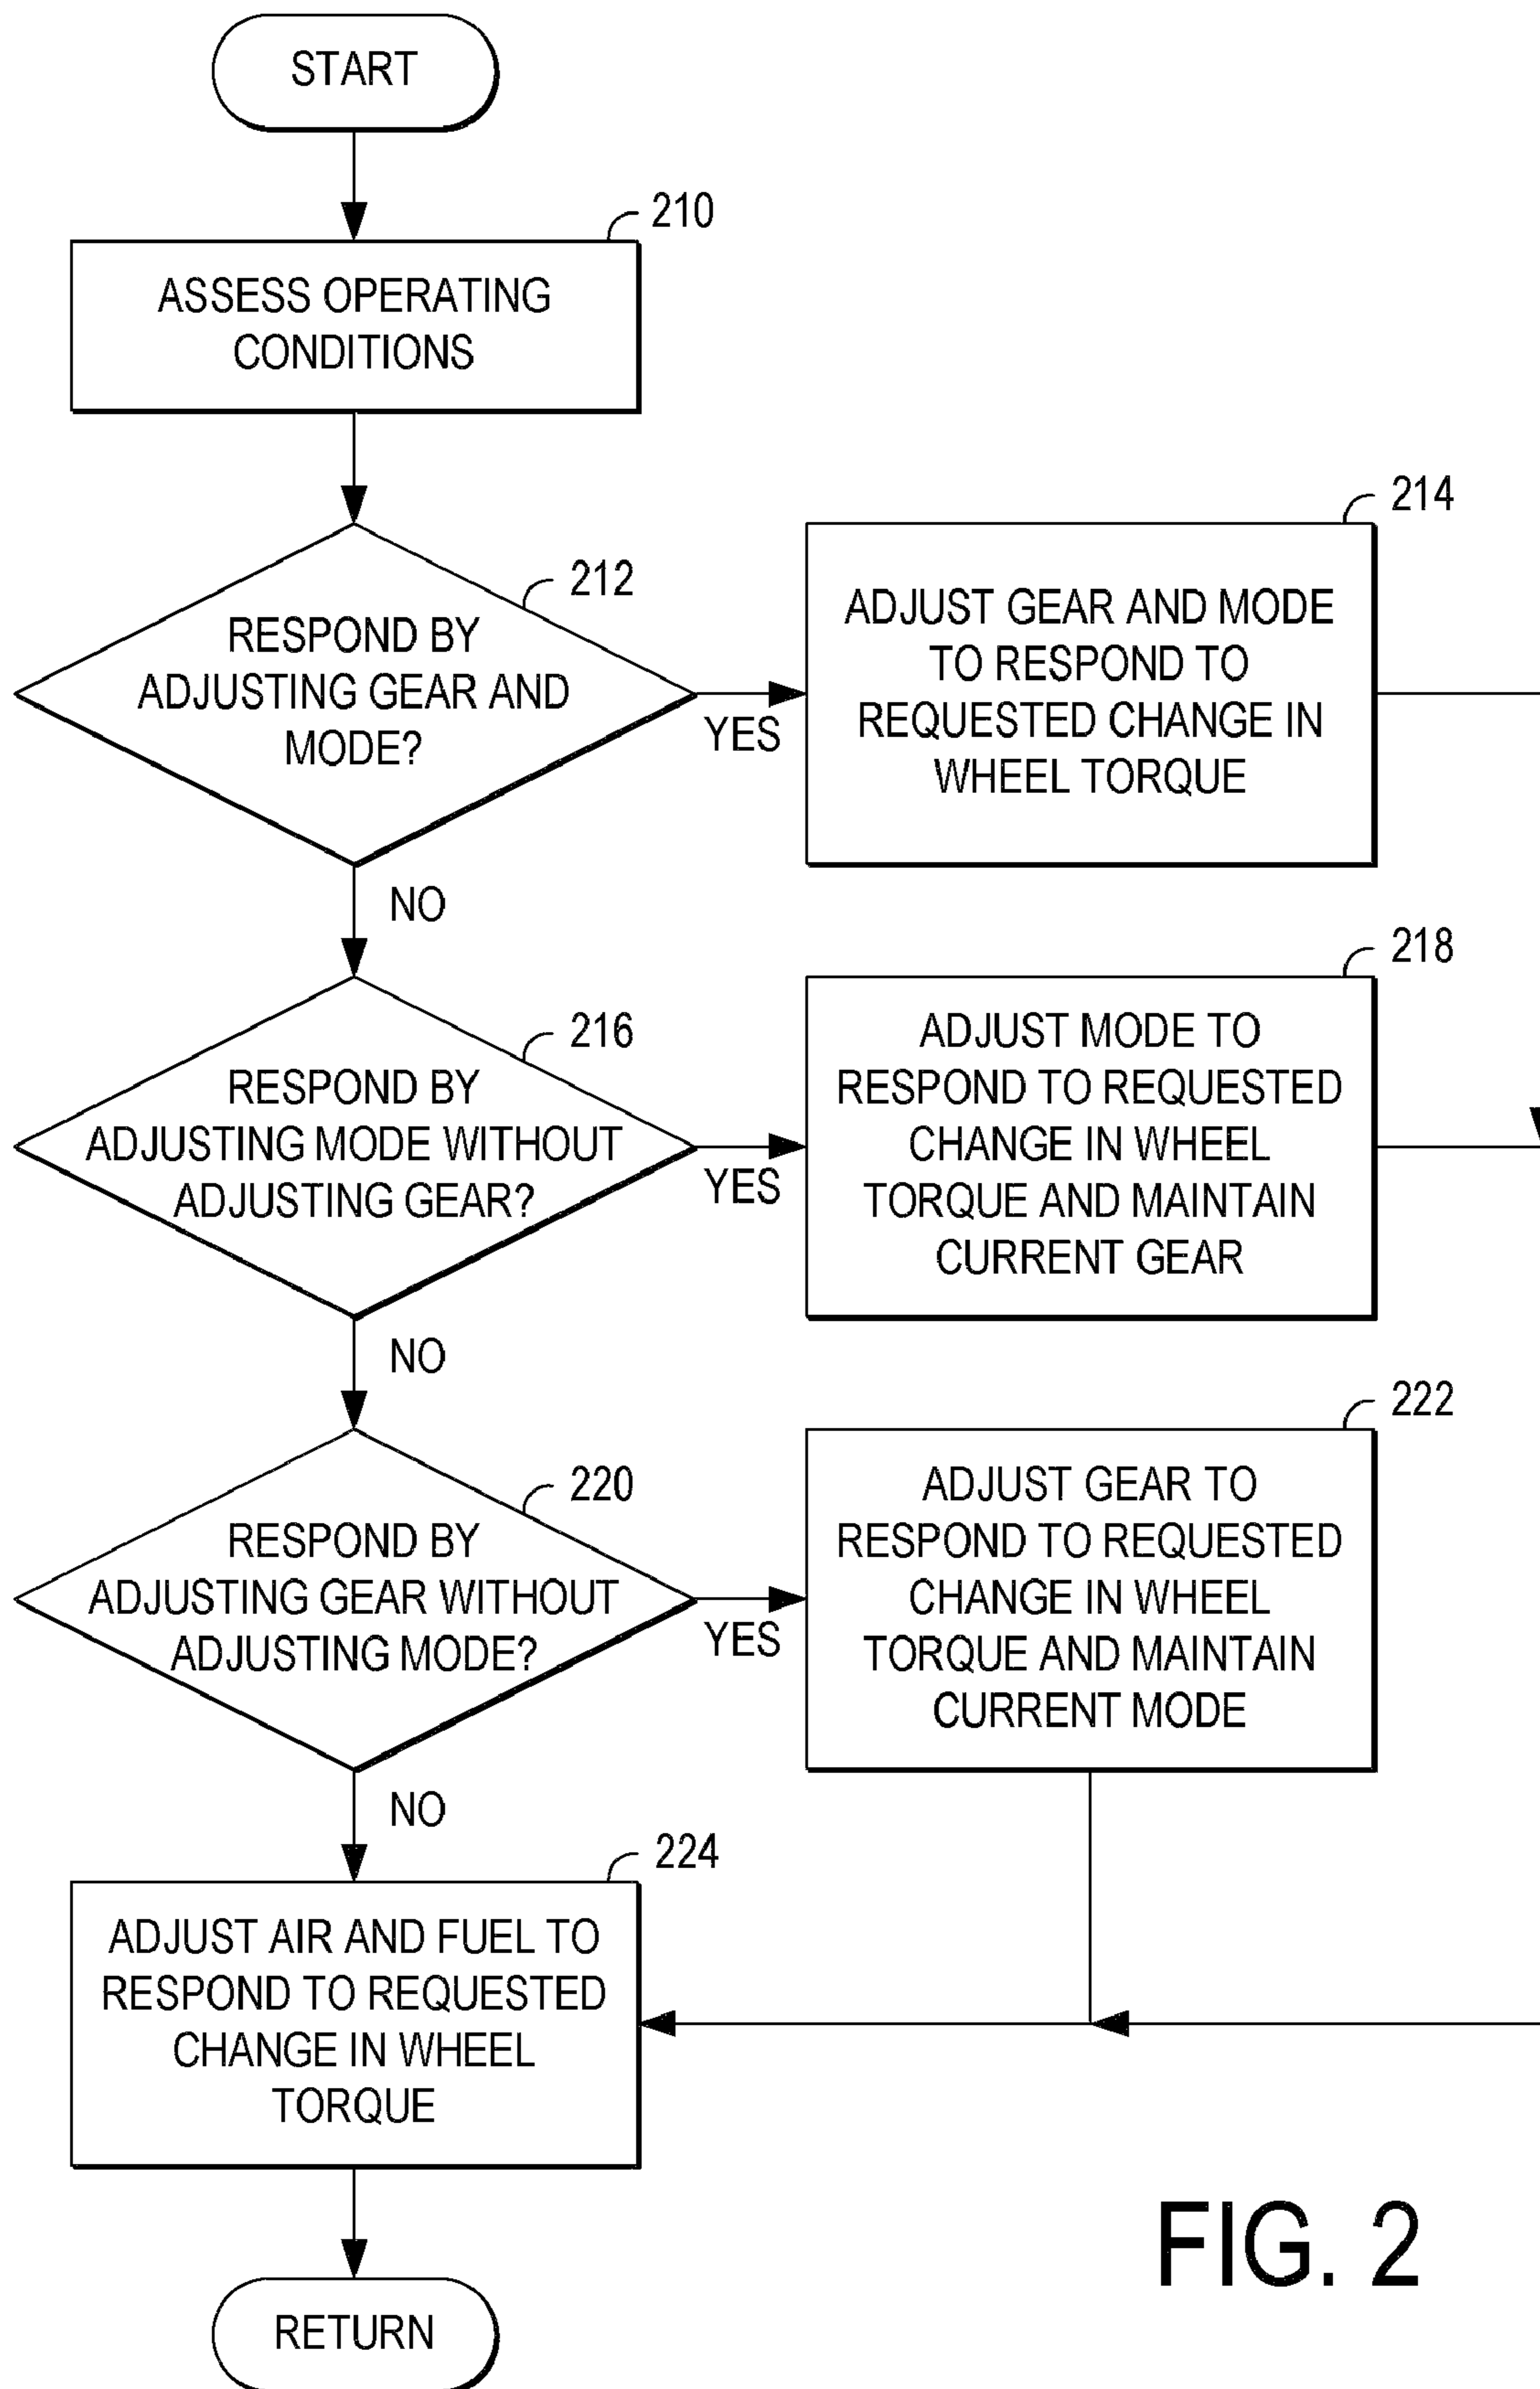 START
210
ASSESS OPERATING
CONDITIONS
212
RESPOND BY
ADJUSTING GEAR AND
MODE?
YES
NO
214
ADJUST GEAR AND MODE
TO RESPOND TO
REQUESTED CHANGE IN
WHEEL TORQUE
216
RESPOND BY
ADJUSTING MODE WITHOUT
ADJUSTING GEAR?
YES
NO
218
ADJUST MODE TO
RESPOND TO REQUESTED
CHANGE IN WHEEL
TORQUE AND MAINTAIN
CURRENT GEAR
220
RESPOND BY
ADJUSTING GEAR WITHOUT
ADJUSTING MODE?
YES
NO
222
ADJUST GEAR TO
RESPOND TO REQUESTED
CHANGE IN WHEEL
TORQUE AND MAINTAIN
CURRENT MODE
224
ADJUST AIR AND FUEL TO
RESPOND TO REQUESTED
CHANGE IN WHEEL
TORQUE
RETURN
FIG. 2